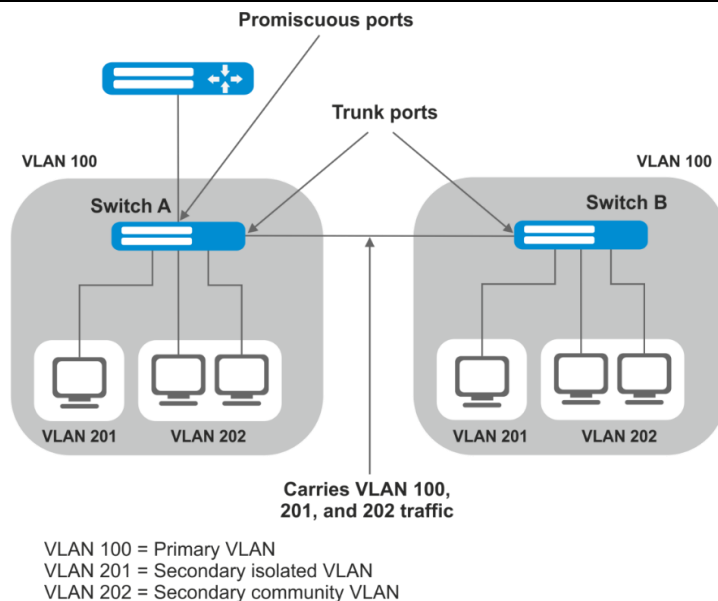 Promiscuous ports
Trunk ports
VLAN 100
VLAN 100
Switch A
Switch B
VLAN 201
VLAN 202
VLAN 201
VLAN 202
Carries VLAN 100,
201, and 202 traffic
VLAN 100 = Primary VLAN
VLAN 201 = Secondary isolated VLAN
VLAN 202 = Secondary community VLAN